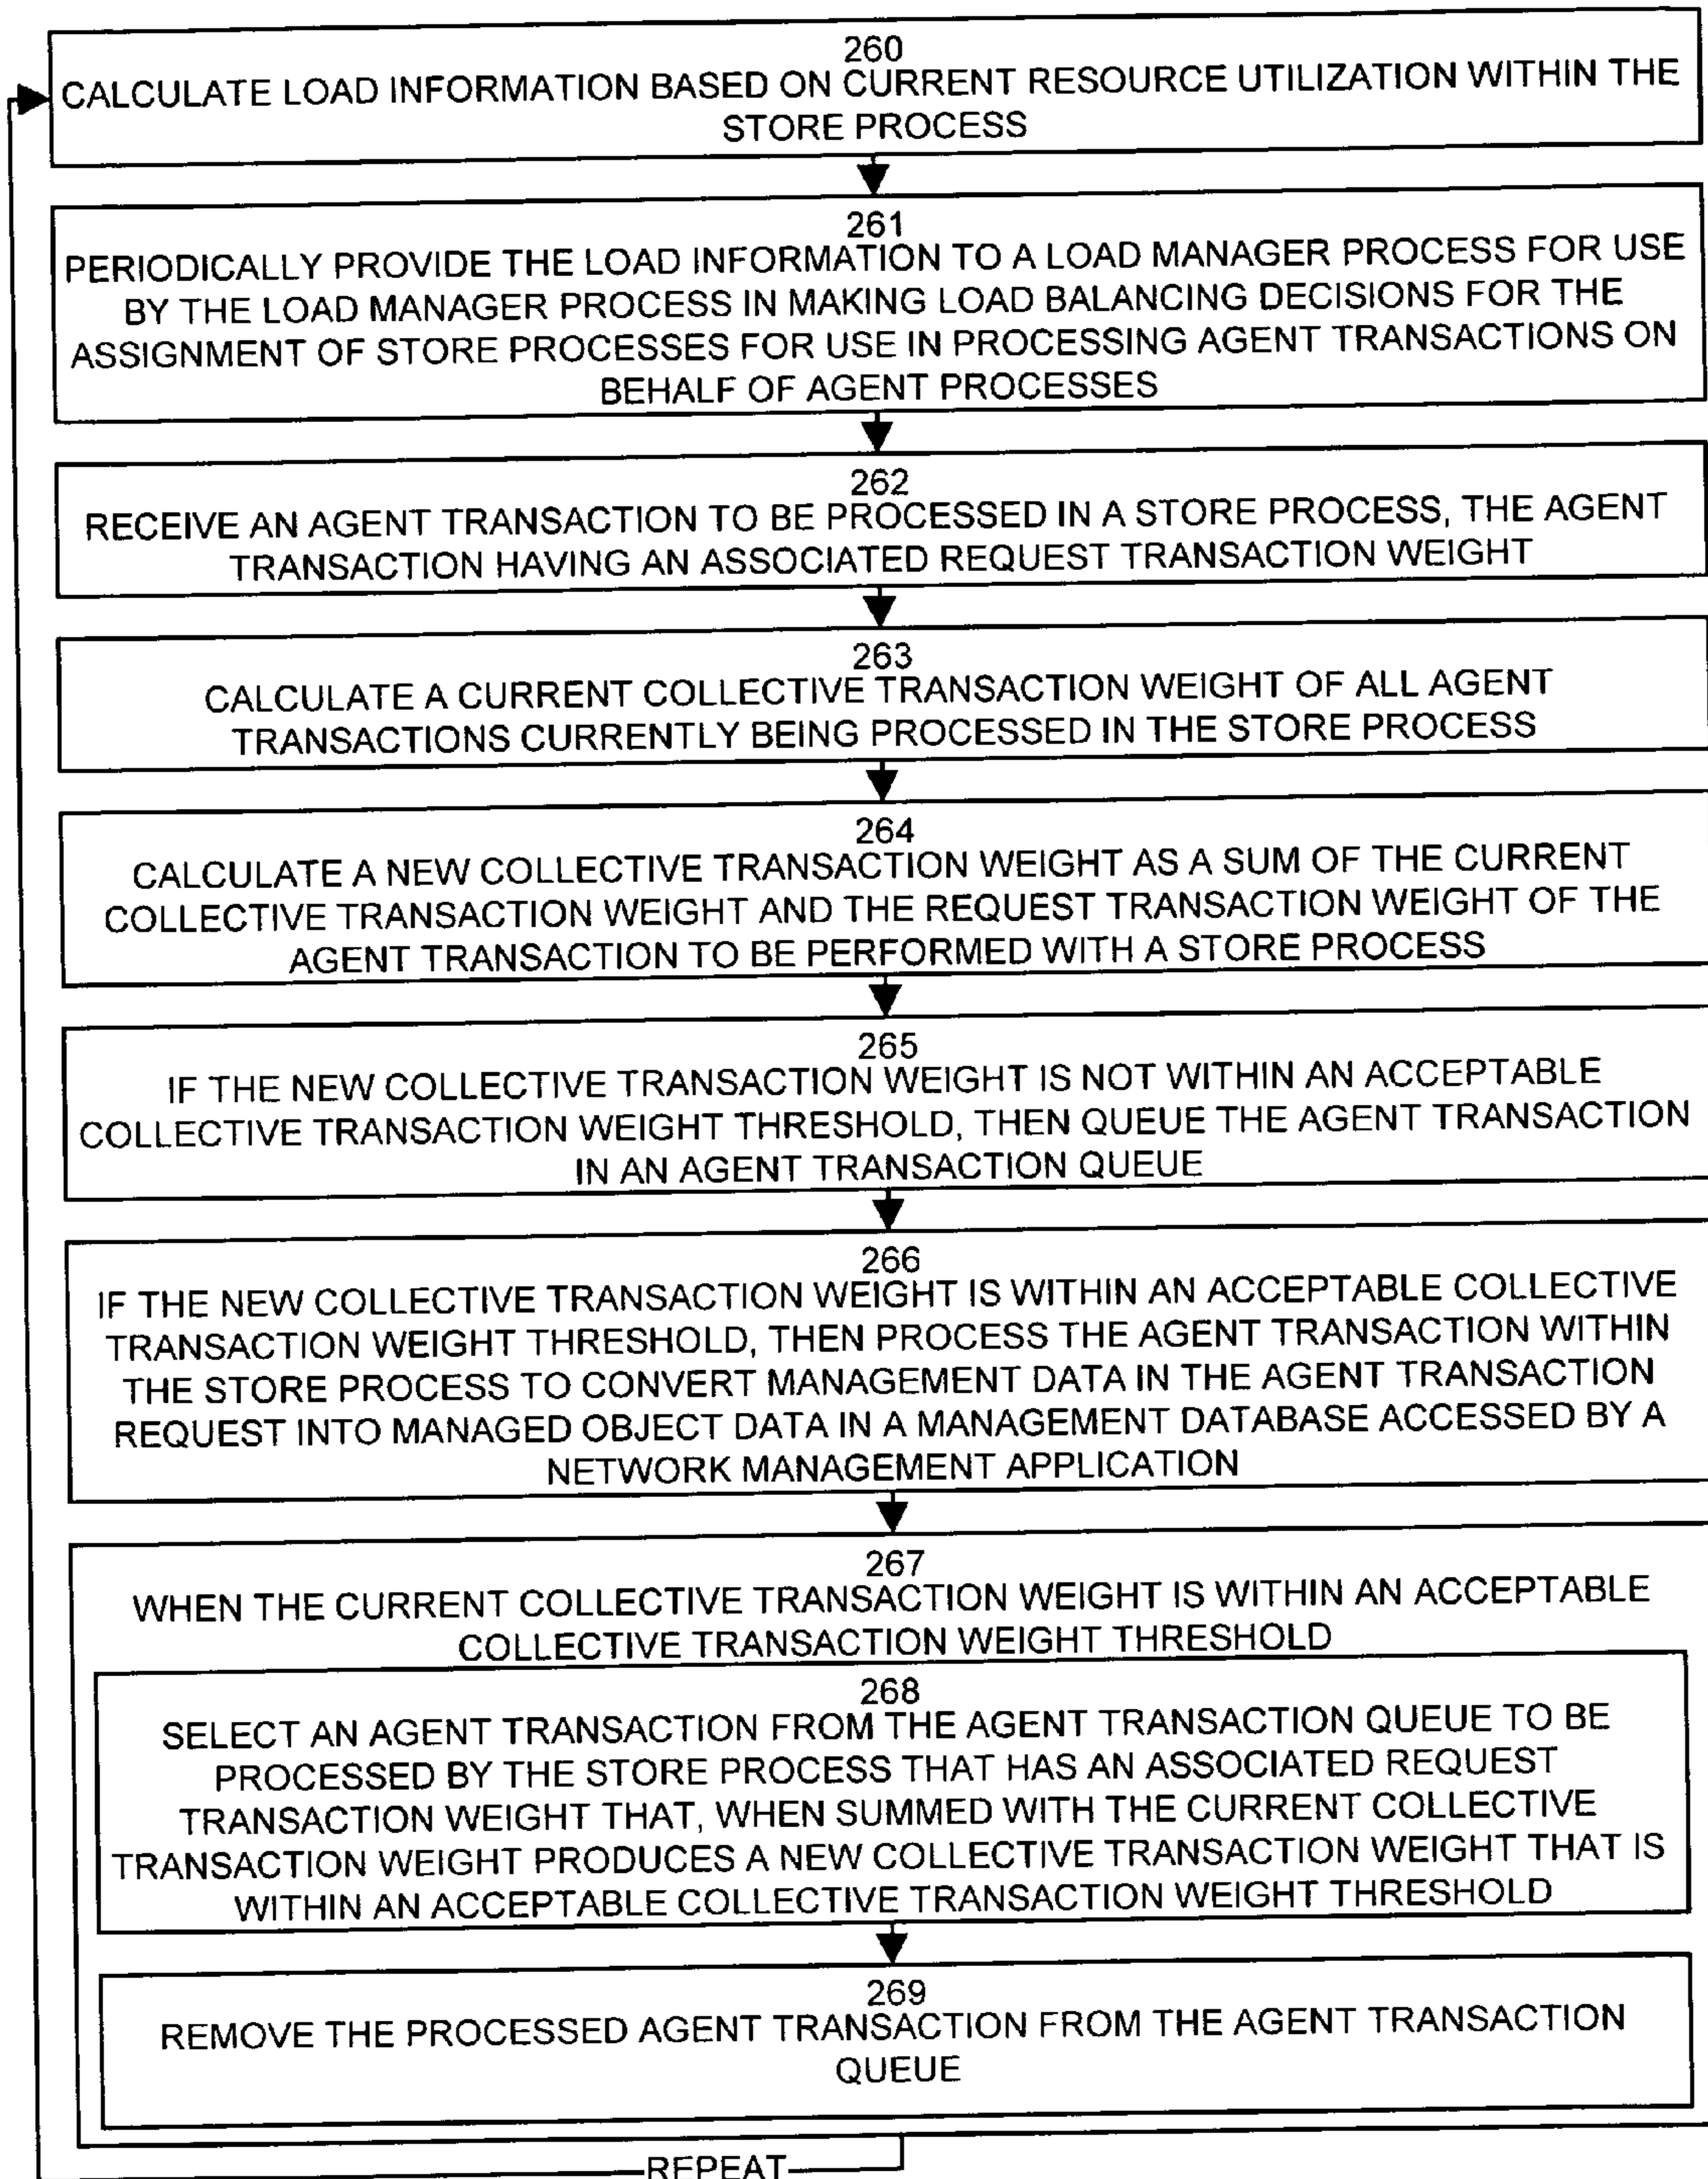 260
CALCULATE LOAD INFORMATION BASED ON CURRENT RESOURCE UTILIZATION WITHIN THE
STORE PROCESS
261
PERIODICALLY PROVIDE THE LOAD INFORMATION TO A LOAD MANAGER PROCESS FOR USE
BY THE LOAD MANAGER PROCESS IN MAKING LOAD BALANCING DECISIONS FOR THE
ASSIGNMENT OF STORE PROCESSES FOR USE IN PROCESSING AGENT TRANSACTIONS ON
BEHALF OF AGENT PROCESSES
262
RECEIVE AN AGENT TRANSACTION TO BE PROCESSED IN A STORE PROCESS, THE AGENT
TRANSACTION HAVING AN ASSOCIATED REQUEST TRANSACTION WEIGHT
263
CALCULATE A CURRENT COLLECTIVE TRANSACTION WEIGHT OF ALL AGENT
TRANSACTIONS CURRENTLY BEING PROCESSED IN THE STORE PROCESS
264
CALCULATE A NEW COLLECTIVE TRANSACTION WEIGHT AS A SUM OF THE CURRENT
COLLECTIVE TRANSACTION WEIGHT AND THE REQUEST TRANSACTION WEIGHT OF THE
AGENT TRANSACTION TO BE PERFORMED WITH A STORE PROCESS
265
IF THE NEW COLLECTIVE TRANSACTION WEIGHT IS NOT WITHIN AN ACCEPTABLE
COLLECTIVE TRANSACTION WEIGHT THRESHOLD, THEN QUEUE THE AGENT TRANSACTION
IN AN AGENT TRANSACTION QUEUE
266
IF THE NEW COLLECTIVE TRANSACTION WEIGHT IS WITHIN AN ACCEPTABLE COLLECTIVE
TRANSACTION WEIGHT THRESHOLD, THEN PROCESS THE AGENT TRANSACTION WITHIN
THE STORE PROCESS TO CONVERT MANAGEMENT DATA IN THE AGENT TRANSACTION
REQUEST INTO MANAGED OBJECT DATA IN A MANAGEMENT DATABASE ACCESSED BY A
NETWORK MANAGEMENT APPLICATION
267
WHEN THE CURRENT COLLECTIVE TRANSACTION WEIGHT IS WITHIN AN ACCEPTABLE
COLLECTIVE TRANSACTION WEIGHT THRESHOLD
268
SELECT AN AGENT TRANSACTION FROM THE AGENT TRANSACTION QUEUE TO BE
PROCESSED BY THE STORE PROCESS THAT HAS AN ASSOCIATED REQUEST
TRANSACTION WEIGHT THAT, WHEN SUMMED WITH THE CURRENT COLLECTIVE
TRANSACTION WEIGHT PRODUCES A NEW COLLECTIVE TRANSACTION WEIGHT THAT IS
WITHIN AN ACCEPTABLE COLLECTIVE TRANSACTION WEIGHT THRESHOLD
269
REMOVE THE PROCESSED AGENT TRANSACTION FROM THE AGENT TRANSACTION
QUEUE
REPEAT